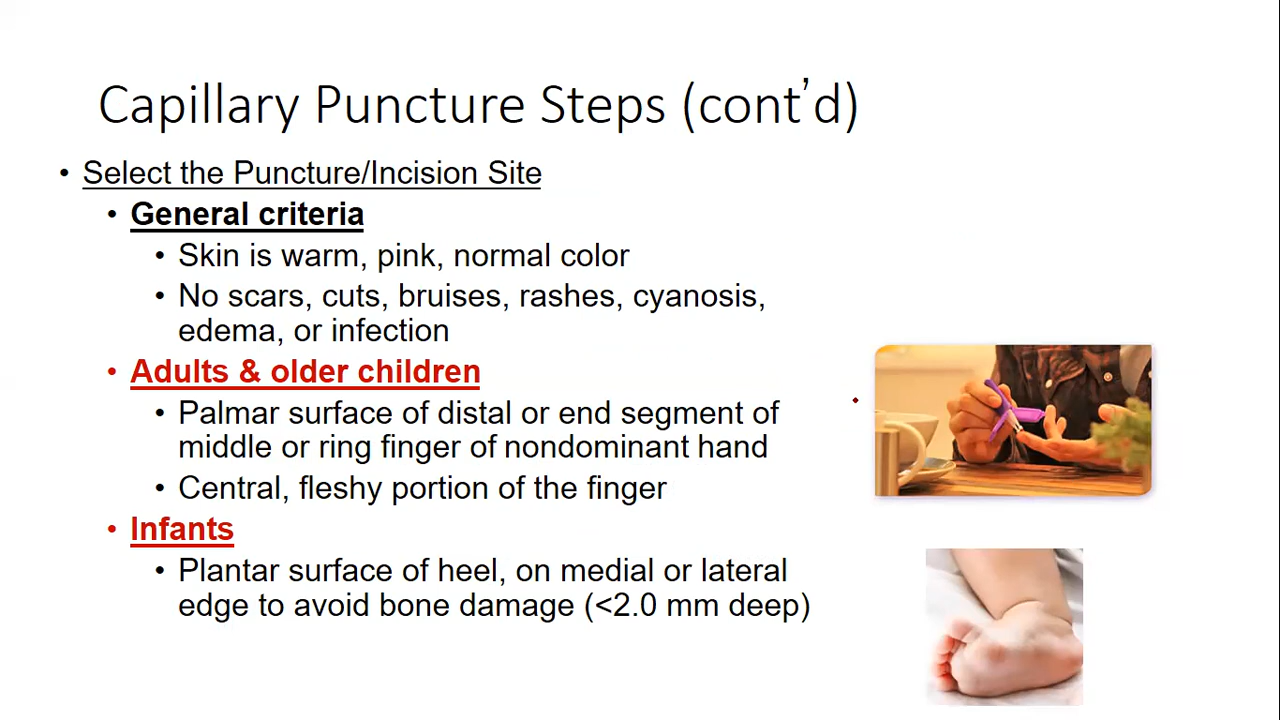 Capillary Puncture Steps (cont’d)
• Select the Puncture/Incision Site
• General criteria
• Skin is warm, pink, normal color
• No scars, cuts, bruises, rashes, cyanosis,
edema, or infection
• Adults & older children
• Palmar surface of distal or end segment of
middle or ring finger of nondominant hand
• Central, fleshy portion of the finger
• Infants
• Plantar surface of heel, on medial or lateral
edge to avoid bone damage (<2.0 mm deep)